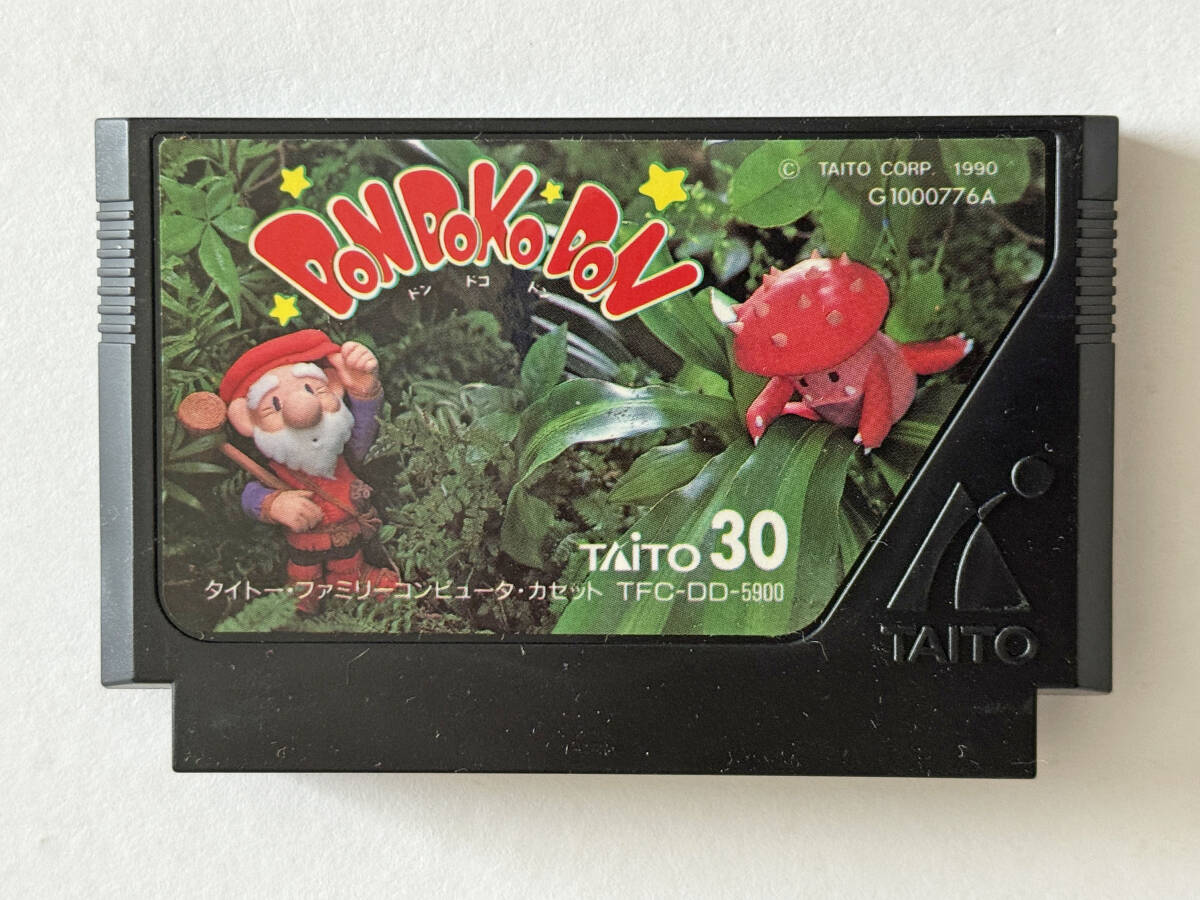 © TAITO CORP. 1990
G1000776A
DON DOKO DON
ドン ドコ ドン
TAITO 30
タイトー・ファミリーコンピュータ・カセット TFC-DD-5900
TAITO